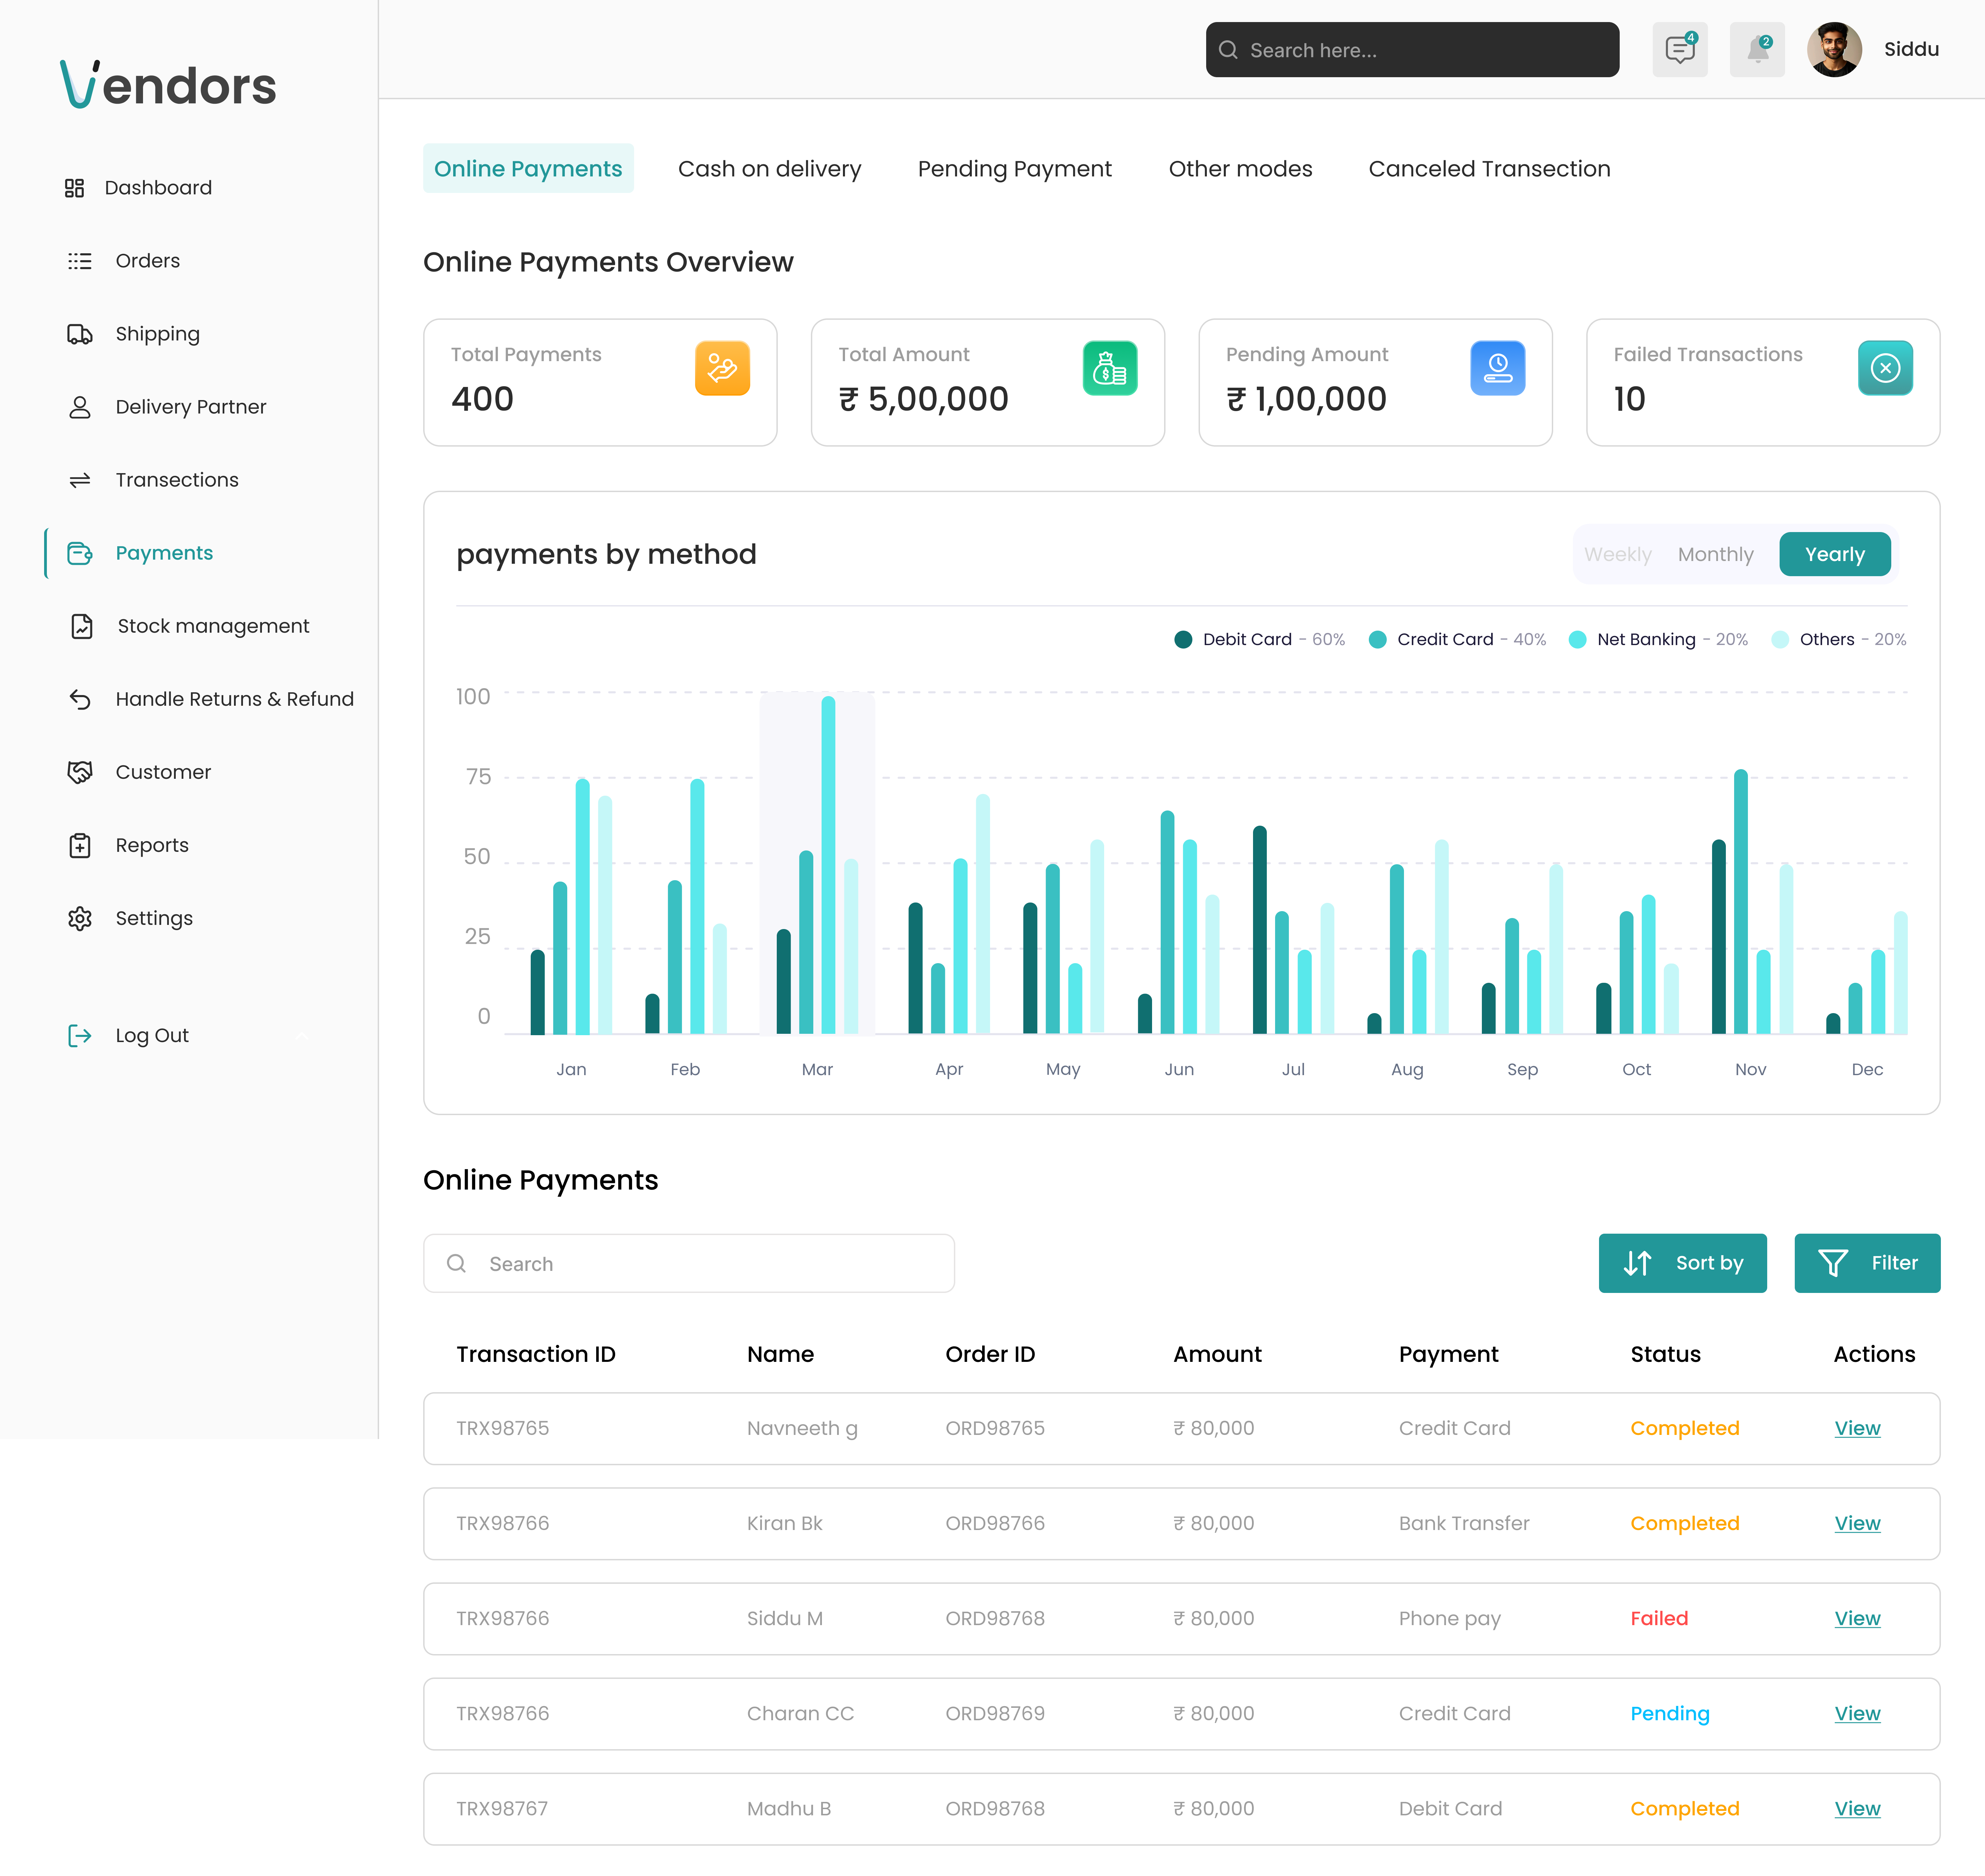 Vendors
Search here...
4
2
Siddu
Dashboard
Orders
Shipping
Delivery Partner
Transections
Payments
Stock management
Handle Returns & Refund
Customer
Reports
Settings
Log Out
Online Payments Cash on delivery Pending Payment Other modes Canceled Transection
Online Payments Overview
Total Payments
400
Total Amount
₹ 5,00,000
Pending Amount
₹ 1,00,000
Failed Transactions
10
payments by method
Weekly Monthly Yearly
Debit Card - 60% Credit Card - 40% Net Banking - 20% Others - 20%
100
75
50
25
0
Jan Feb Mar Apr May Jun Jul Aug Sep Oct Nov Dec
Online Payments
Search
Sort by
Filter
Transaction ID Name Order ID Amount Payment Status Actions
TRX98765 Navneeth g ORD98765 ₹ 80,000 Credit Card Completed View
TRX98766 Kiran Bk ORD98766 ₹ 80,000 Bank Transfer Completed View
TRX98766 Siddu M ORD98768 ₹ 80,000 Phone pay Failed View
TRX98766 Charan CC ORD98769 ₹ 80,000 Credit Card Pending View
TRX98767 Madhu B ORD98768 ₹ 80,000 Debit Card Completed View